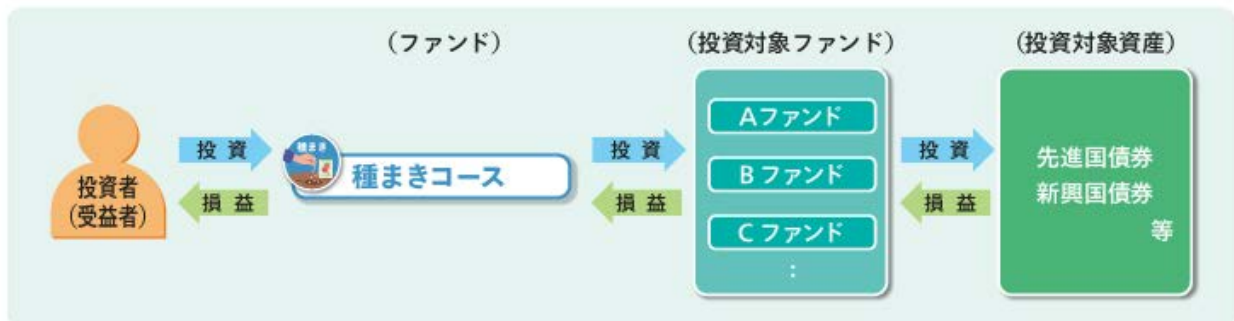 (ファンド)
(投資対象ファンド)
(投資対象資産)
投資者
(受益者)
投 資
損 益
種まき
種まきコース
投 資
損 益
Aファンド
Bファンド
Cファンド
:
投 資
損 益
先進国債券
新興国債券
等